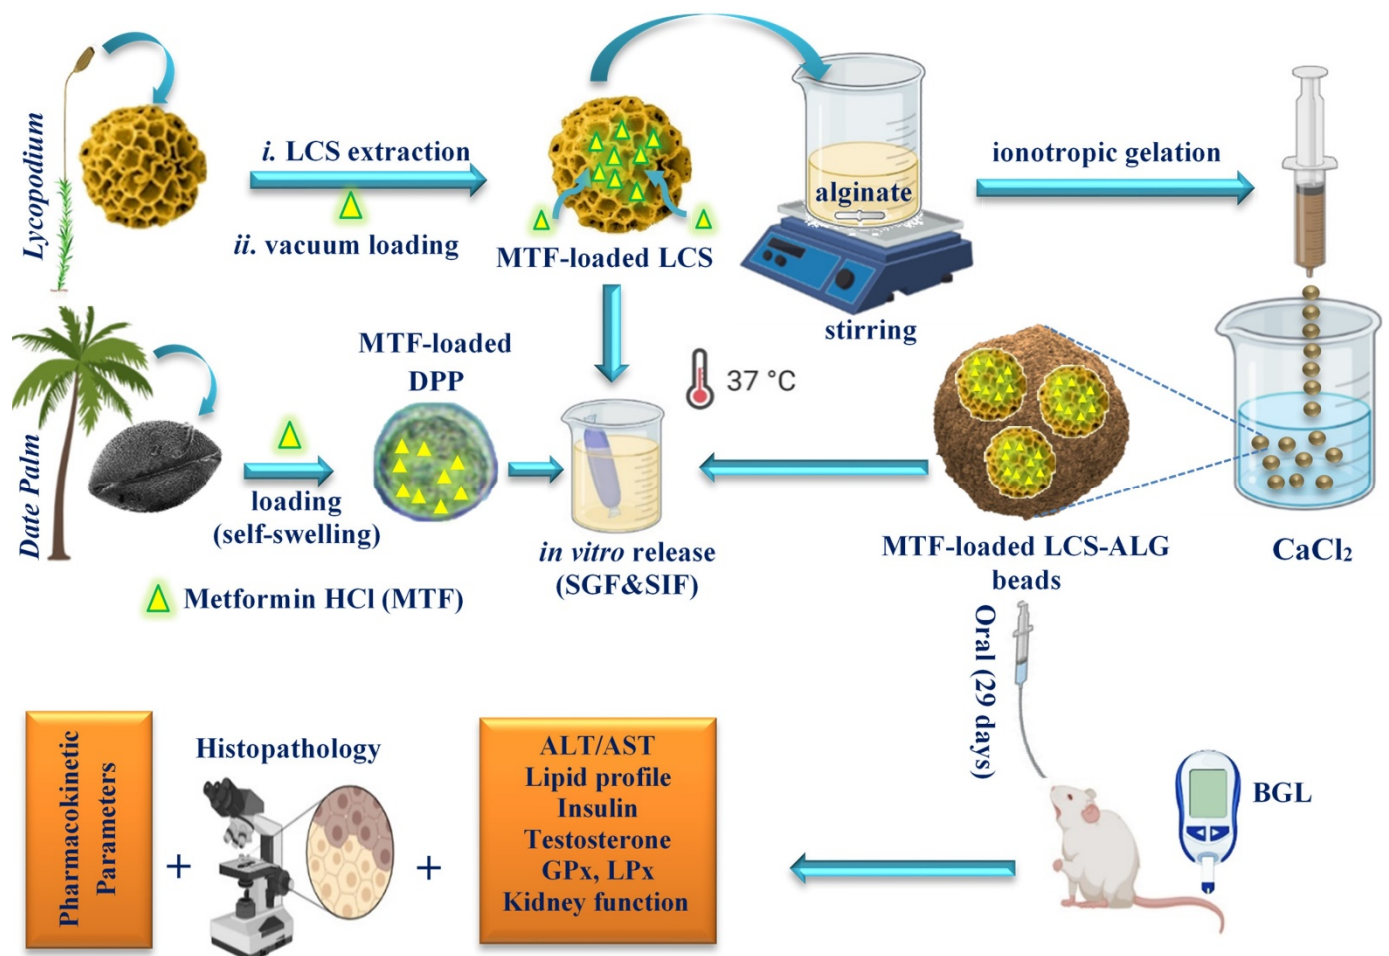 Lycopodium
i. LCS extraction
ii. vacuum loading
MTF-loaded LCS
alginate
stirring
ionotropic gelation
Date Palm
loading
(self-swelling)
MTF-loaded
DPP
37 °C
in vitro release
(SGF&SIF)
MTF-loaded LCS-ALG
beads
CaCl₂
Metformin HCl (MTF)
Oral (29 days)
BGL
Pharmacokinetic
Parameters
+
Histopathology
+
ALT/AST
Lipid profile
Insulin
Testosterone
GPx, LPx
Kidney function